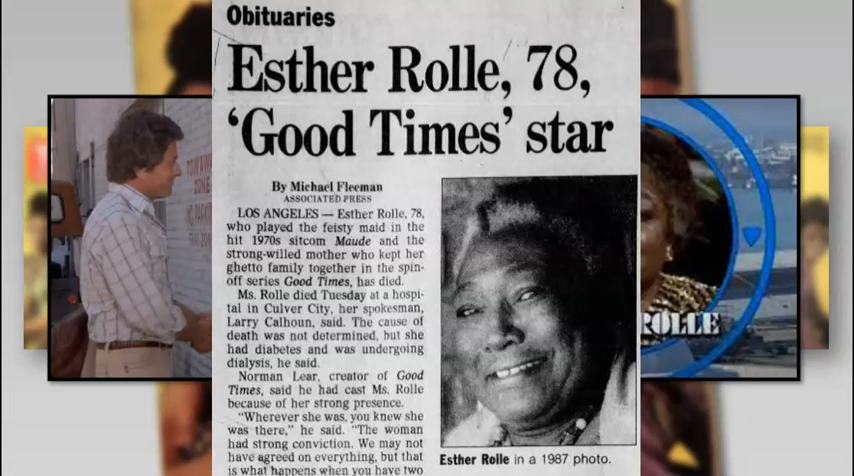 Obituaries
Esther Rolle, 78,
‘Good Times’ star
By Michael Fleeman
ASSOCIATED PRESS
LOS ANGELES — Esther Rolle, 78,
who played the feisty maid in the
hit 1970s sitcom Maude and the
strong-willed mother who kept her
ghetto family together in the spin-
off series Good Times, has died.
Ms. Rolle died Tuesday at a hospi-
tal in Culver City, her spokesman,
Larry Calhoun, said. The cause of
death was not determined, but she
had diabetes and was undergoing
dialysis, he said.
Norman Lear, creator of Good
Times, said he had cast Ms. Rolle
because of her strong presence.
“Wherever she was, you knew she
was there,” he said. “The woman
had strong conviction. We may not
have agreed on everything, but that
is what happens when you have two
Esther Rolle in a 1987 photo.
TOW AWAY
ZONE
NO PARKING
ROLLE